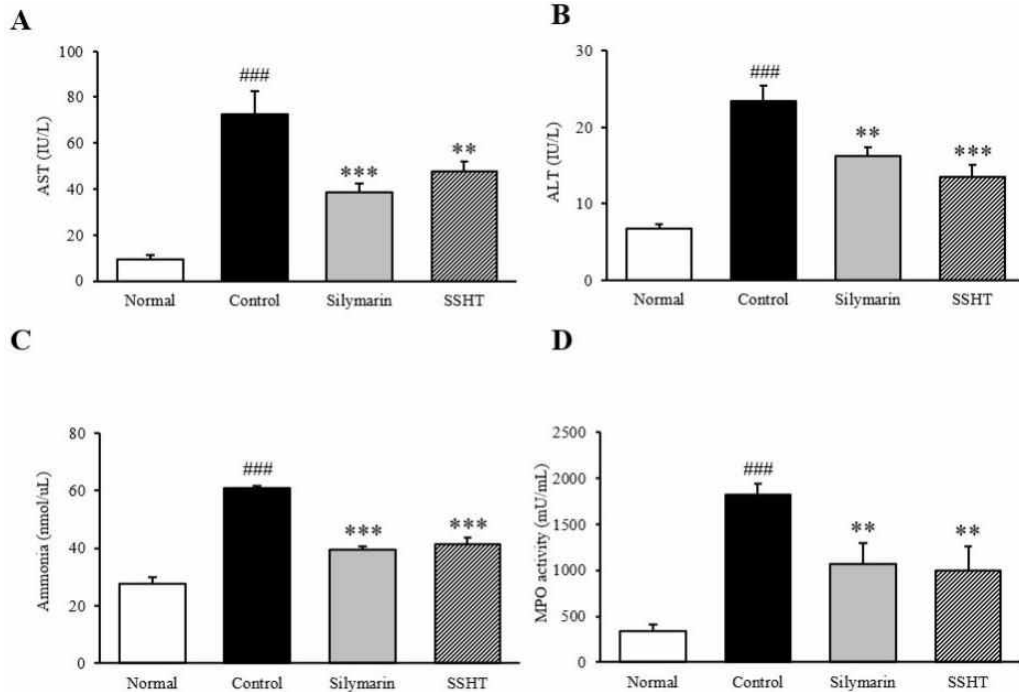 A
AST (IU/L)
100
80
60
40
20
0
###
***
**
Normal Control Silymarin SSHT
B
ALT (IU/L)
30
20
10
0
###
**
***
Normal Control Silymarin SSHT
C
Ammonia (nmol/uL)
80
60
40
20
0
###
***
***
Normal Control Silymarin SSHT
D
MPO activity (mU/mL)
2500
2000
1500
1000
500
0
###
**
**
Normal Control Silymarin SSHT